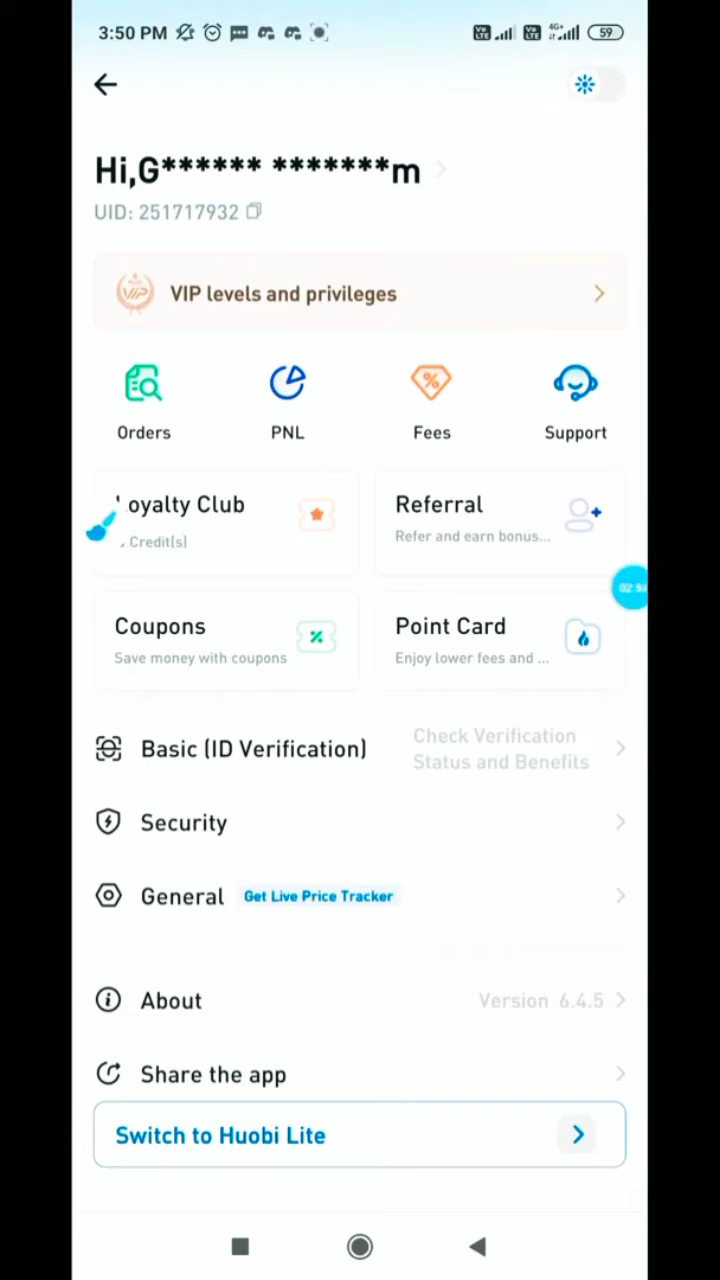 3:50 PM
4G+
59
Hi,G****** *******m
UID: 251717932
VIP
VIP levels and privileges
Orders
PNL
Fees
Support
Loyalty Club
Credit(s)
Referral
Refer and earn bonus...
Coupons
Save money with coupons
Point Card
Enjoy lower fees and ...
Basic (ID Verification)
Check Verification
Status and Benefits
Security
General
Get Live Price Tracker
About
Version 6.4.5
Share the app
Switch to Huobi Lite